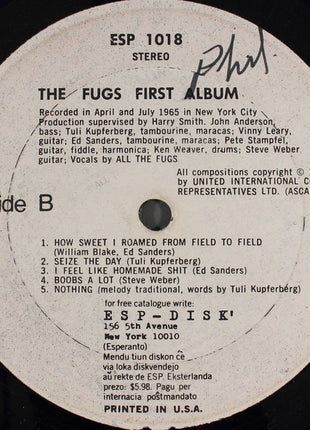 ESP 1018
STEREO
Phil
THE FUGS FIRST ALBUM
Recorded in April and July 1965 in New York City
Production supervised by Harry Smith. John Anderson,
bass; Tuli Kupferberg, tambourine, maracas; Vinny Leary,
guitar; Ed Sanders, tambourine, maracas; Pete Stampfel,
guitar, fiddle, harmonica; Ken Weaver, drums; Steve Weber
guitar; Vocals by ALL THE FUGS
All compositions copyright ©
by UNITED INTERNATIONAL C
REPRESENTATIVES LTD. (ASCA
ide B
1. HOW SWEET I ROAMED FROM FIELD TO FIELD
(William Blake, Ed Sanders)
2. SEIZE THE DAY (Tuli Kupferberg)
3. I FEEL LIKE HOMEMADE SHIT (Ed Sanders)
4. BOOBS A LOT (Steve Weber)
5. NOTHING (melody traditional, words by Tuli Kupferberg)
for free catalogue write:
ESP-DISK'
156 5th Avenue
New York 10010
(Esperanto)
Mendu tiun diskon ĉe
via loka diskvendejo
aŭ rekte de ESP. Eksterlanda
prezo: $5.98. Pagu per
internacia poŝtmandato
PRINTED IN U.S.A.